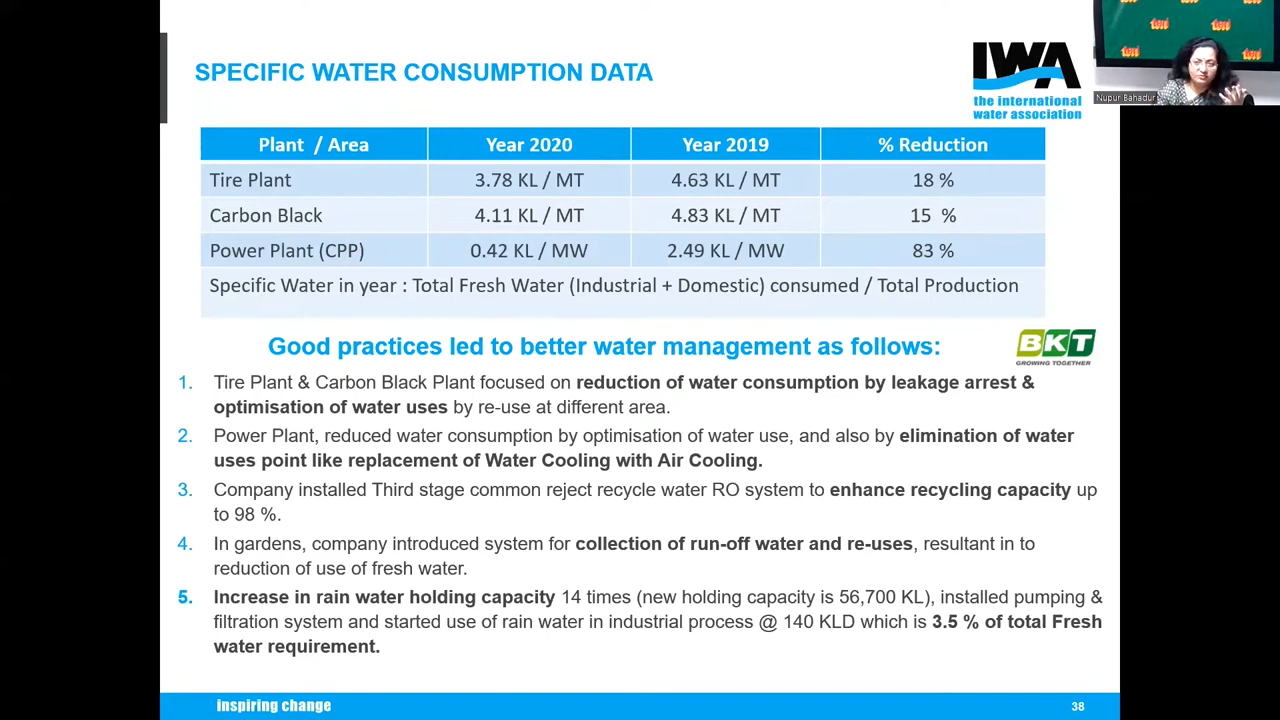 SPECIFIC WATER CONSUMPTION DATA
IWA
the international
water association
Nupur Bahadur
Plant / Area Year 2020 Year 2019 % Reduction
Tire Plant 3.78 KL / MT 4.63 KL / MT 18 %
Carbon Black 4.11 KL / MT 4.83 KL / MT 15 %
Power Plant (CPP) 0.42 KL / MW 2.49 KL / MW 83 %
Specific Water in year : Total Fresh Water (Industrial + Domestic) consumed / Total Production
Good practices led to better water management as follows:
BKT
GROWING TOGETHER
1. Tire Plant & Carbon Black Plant focused on reduction of water consumption by leakage arrest &
optimisation of water uses by re-use at different area.
2. Power Plant, reduced water consumption by optimisation of water use, and also by elimination of water
uses point like replacement of Water Cooling with Air Cooling.
3. Company installed Third stage common reject recycle water RO system to enhance recycling capacity up
to 98 %.
4. In gardens, company introduced system for collection of run-off water and re-uses, resultant in to
reduction of use of fresh water.
5. Increase in rain water holding capacity 14 times (new holding capacity is 56,700 KL), installed pumping &
filtration system and started use of rain water in industrial process @ 140 KLD which is 3.5 % of total Fresh
water requirement.
inspiring change
38